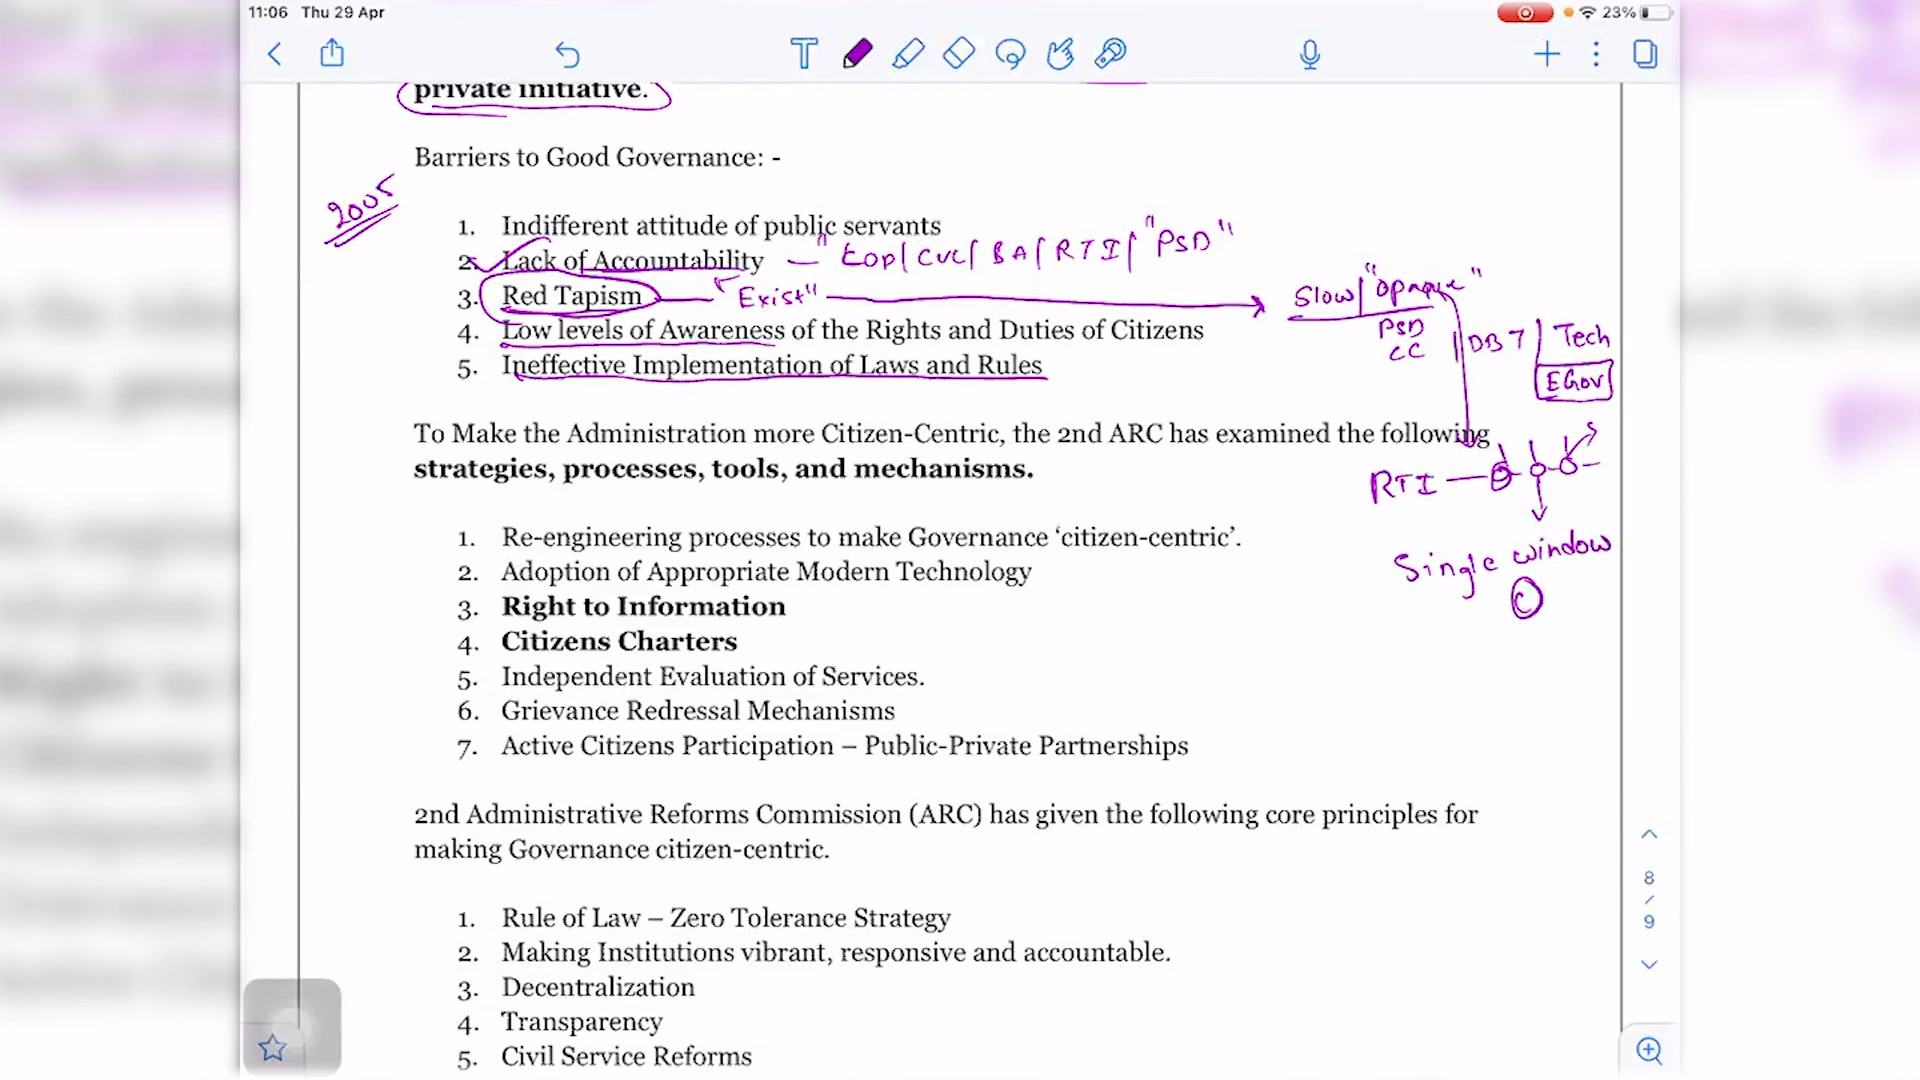 11:06 Thu 29 Apr
23%
private initiative.
Barriers to Good Governance: -
2005
1. Indifferent attitude of public servants
2. Lack of Accountability — "Eop/ CVC/ BA/ RTI/ "PSD"
3. Red Tapism — "Exist" Slow/ "Opaque"
PSD
CC
DBT
Tech
EGov
4. Low levels of Awareness of the Rights and Duties of Citizens
5. Ineffective Implementation of Laws and Rules
To Make the Administration more Citizen-Centric, the 2nd ARC has examined the following
strategies, processes, tools, and mechanisms.
RTI
Single window
C
1. Re-engineering processes to make Governance ‘citizen-centric’.
2. Adoption of Appropriate Modern Technology
3. Right to Information
4. Citizens Charters
5. Independent Evaluation of Services.
6. Grievance Redressal Mechanisms
7. Active Citizens Participation – Public-Private Partnerships
2nd Administrative Reforms Commission (ARC) has given the following core principles for
making Governance citizen-centric.
1. Rule of Law – Zero Tolerance Strategy
2. Making Institutions vibrant, responsive and accountable.
3. Decentralization
4. Transparency
5. Civil Service Reforms
8
/
9